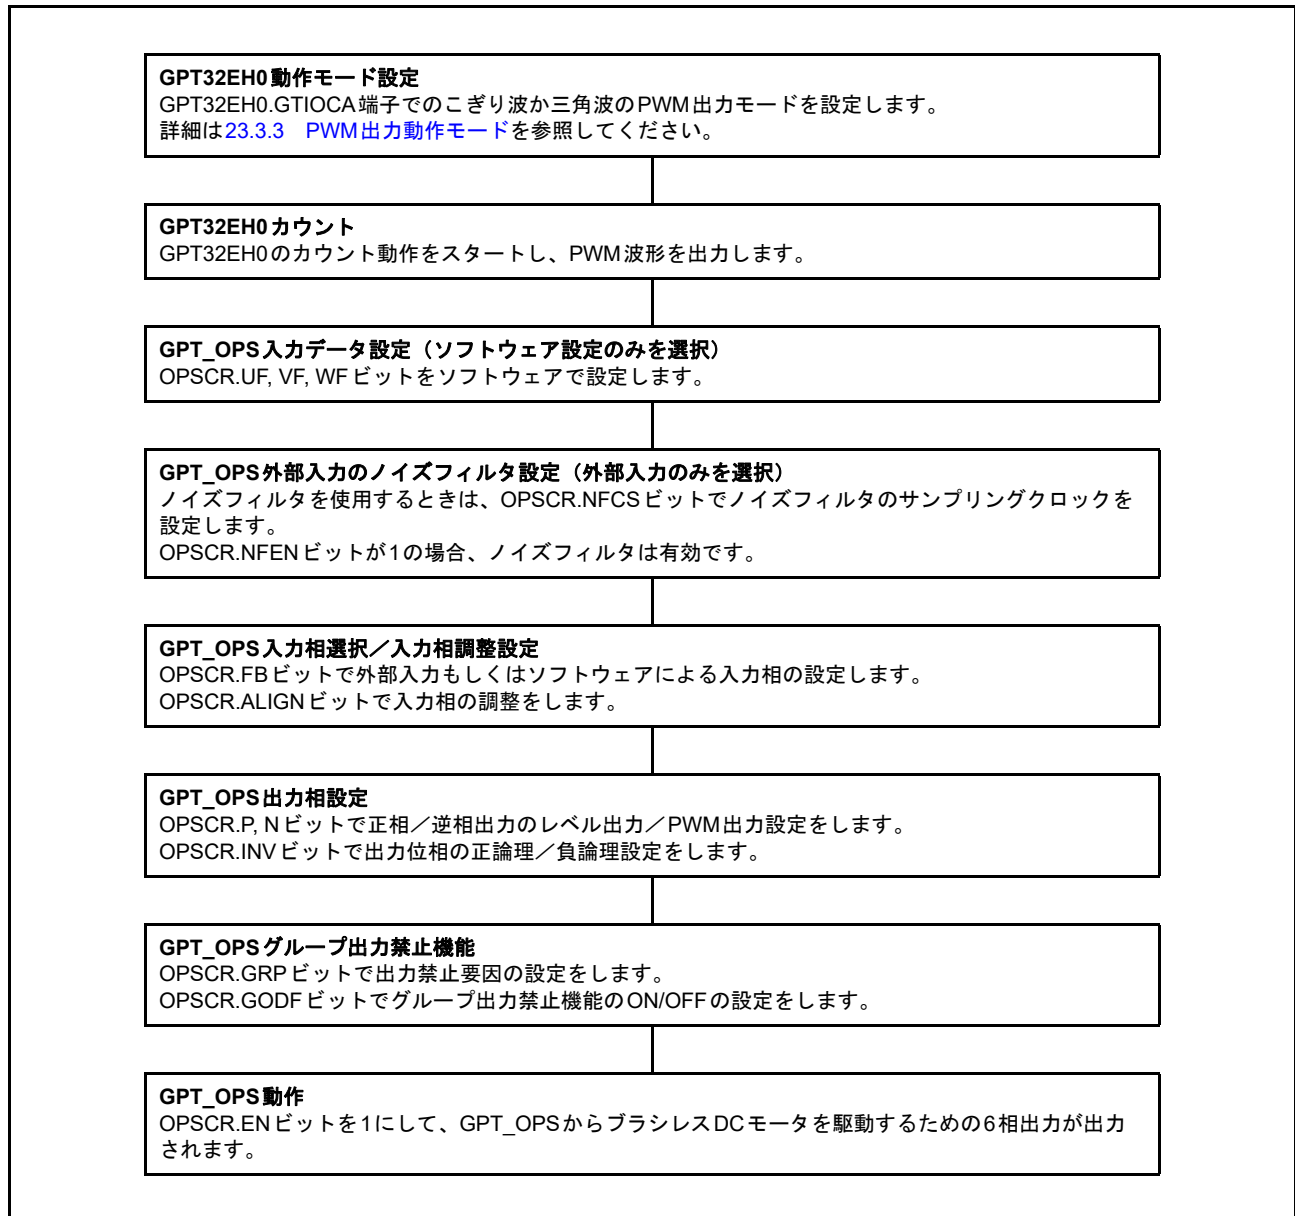 GPT32EH0動作モード設定
GPT32EH0.GTIOCA端子でのこぎり波か三角波のPWM出力モードを設定します。
詳細は23.3.3　PWM出力動作モードを参照してください。
GPT32EH0カウント
GPT32EH0のカウント動作をスタートし、PWM波形を出力します。
GPT_OPS入力データ設定（ソフトウェア設定のみを選択）
OPSCR.UF, VF, WFビットをソフトウェアで設定します。
GPT_OPS外部入力のノイズフィルタ設定（外部入力のみを選択）
ノイズフィルタを使用するときは、OPSCR.NFCSビットでノイズフィルタのサンプリングクロックを
設定します。
OPSCR.NFENビットが1の場合、ノイズフィルタは有効です。
GPT_OPS入力相選択／入力相調整設定
OPSCR.FBビットで外部入力もしくはソフトウェアによる入力相の設定します。
OPSCR.ALIGNビットで入力相の調整をします。
GPT_OPS出力相設定
OPSCR.P, Nビットで正相／逆相出力のレベル出力／PWM出力設定をします。
OPSCR.INVビットで出力位相の正論理／負論理設定をします。
GPT_OPSグループ出力禁止機能
OPSCR.GRPビットで出力禁止要因の設定をします。
OPSCR.GODFビットでグループ出力禁止機能のON/OFFの設定をします。
GPT_OPS動作
OPSCR.ENビットを1にして、GPT_OPSからブラシレスDCモータを駆動するための6相出力が出力
されます。